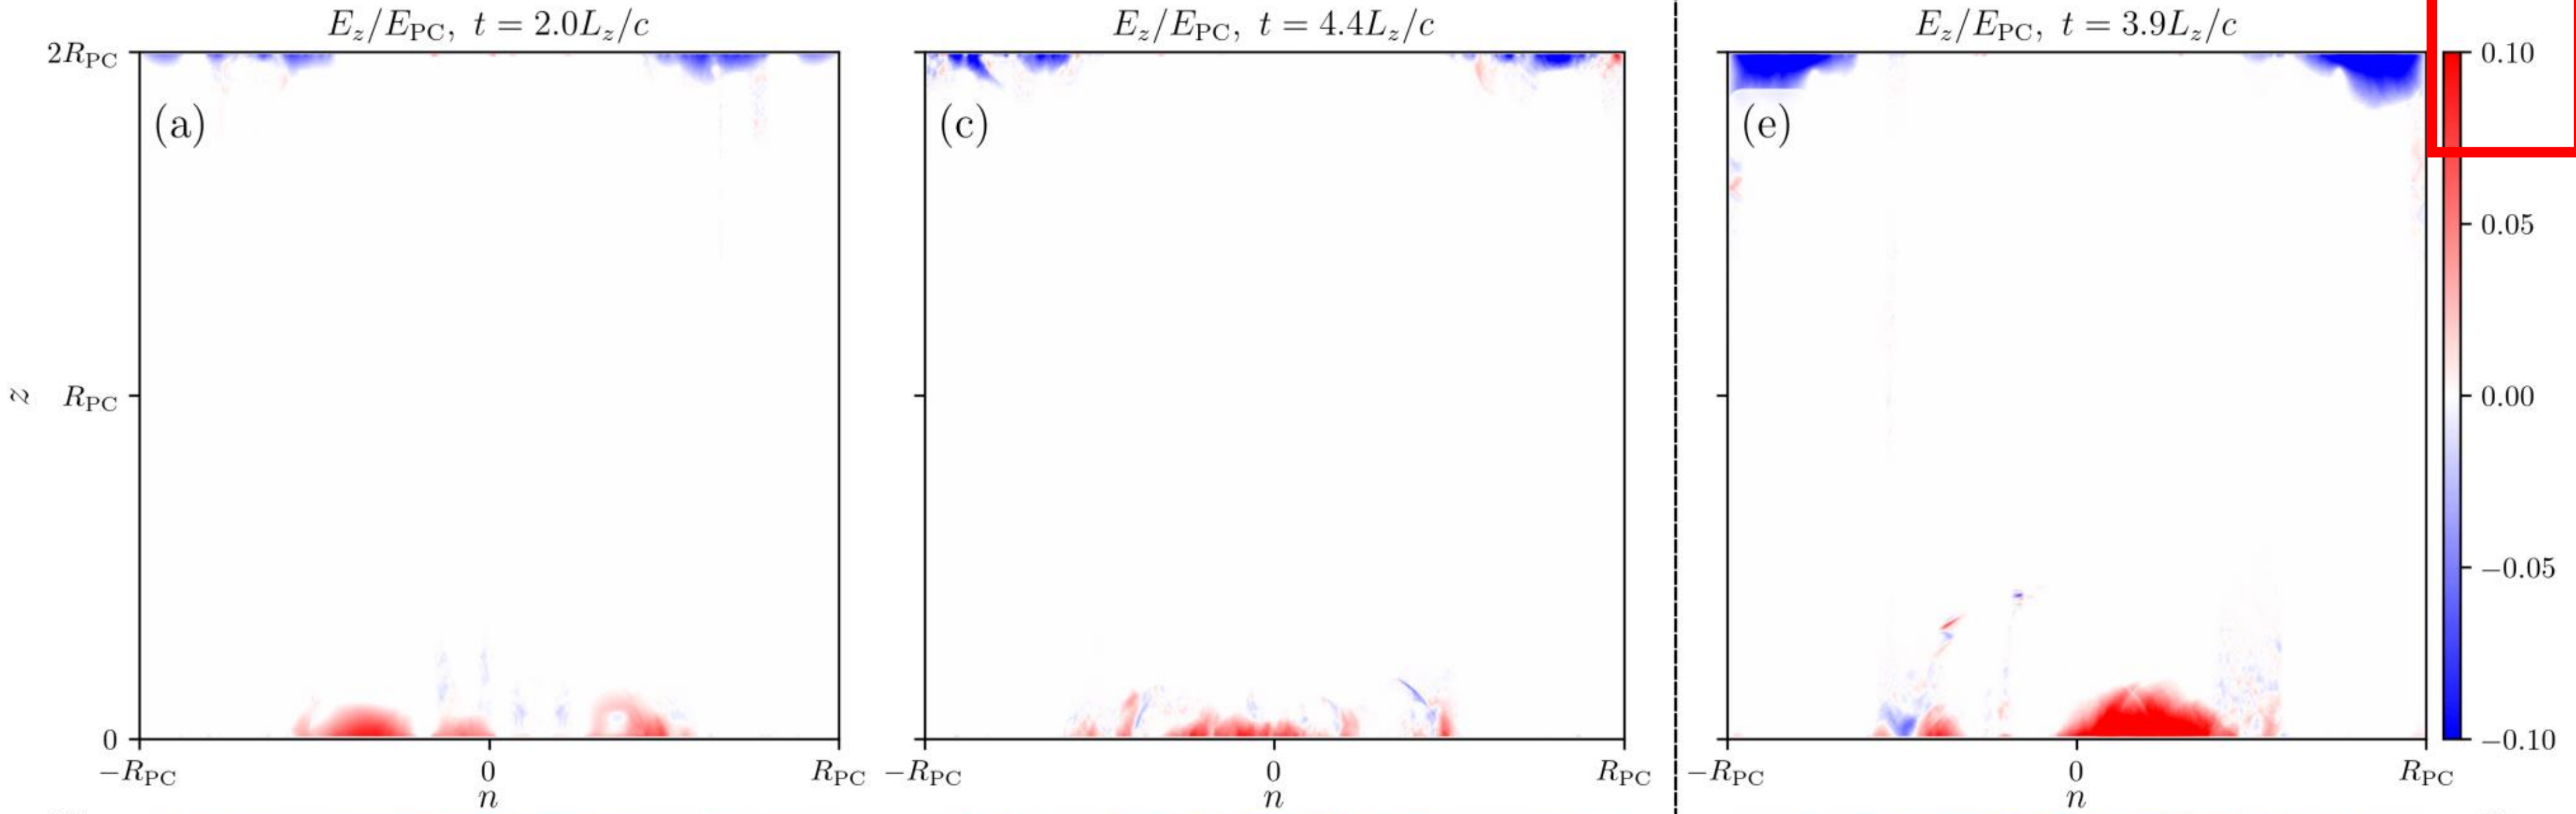 E_z/E_PC, t = 2.0L_z/c
E_z/E_PC, t = 4.4L_z/c
E_z/E_PC, t = 3.9L_z/c
2R_PC
(a)
(c)
(e)
0.10
0.05
z
R_PC
0.00
−0.05
0
−0.10
−R_PC
0
R_PC
−R_PC
0
R_PC
−R_PC
0
R_PC
n
n
n